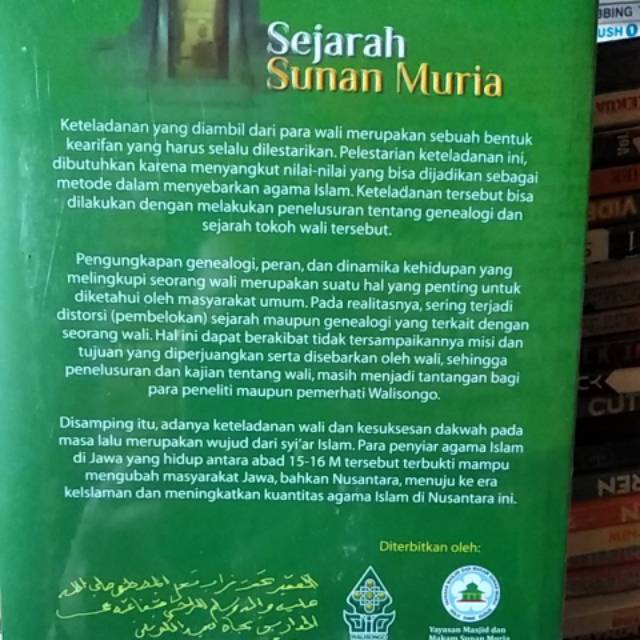 Sejarah
Sunan Muria
Keteladanan yang diambil dari para wali merupakan sebuah bentuk
kearifan yang harus selalu dilestarikan. Pelestarian keteladanan ini,
dibutuhkan karena menyangkut nilai-nilai yang bisa dijadikan sebagai
metode dalam menyebarkan agama Islam. Keteladanan tersebut bisa
dilakukan dengan melakukan penelusuran tentang genealogi dan
sejarah tokoh wali tersebut.
Pengungkapan genealogi, peran, dan dinamika kehidupan yang
melingkupi seorang wali merupakan suatu hal yang penting untuk
diketahui oleh masyarakat umum. Pada realitasnya, sering terjadi
distorsi (pembelokan) sejarah maupun genealogi yang terkait dengan
seorang wali. Hal ini dapat berakibat tidak tersampaikannya misi dan
tujuan yang diperjuangkan serta disebarkan oleh wali, sehingga
penelusuran dan kajian tentang wali, masih menjadi tantangan bagi
para peneliti maupun pemerhati Walisongo.
Disamping itu, adanya keteladanan wali dan kesuksesan dakwah pada
masa lalu merupakan wujud dari syi'ar Islam. Para penyiar agama Islam
di Jawa yang hidup antara abad 15-16 M tersebut terbukti mampu
mengubah masyarakat Jawa, bahkan Nusantara, menuju ke era
keIslaman dan meningkatkan kuantitas agama Islam di Nusantara ini.
Diterbitkan oleh:
WALISONGO
Yayasan Masjid dan
Makam Sunan Muria
BBING
USH
CUT